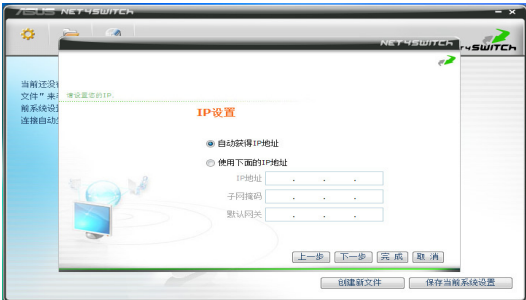 ASUS NET4SWITCH
NET4SWITCH
T4SWITCH
当前还没
文件"来
般系统设
连接自动
请设置您的IP.
IP设置
自动获得IP地址
使用下面的IP地址
IP地址
子网掩码
默认网关
上一步 下一步 完成 取消
创建新文件 保存当前系统设置